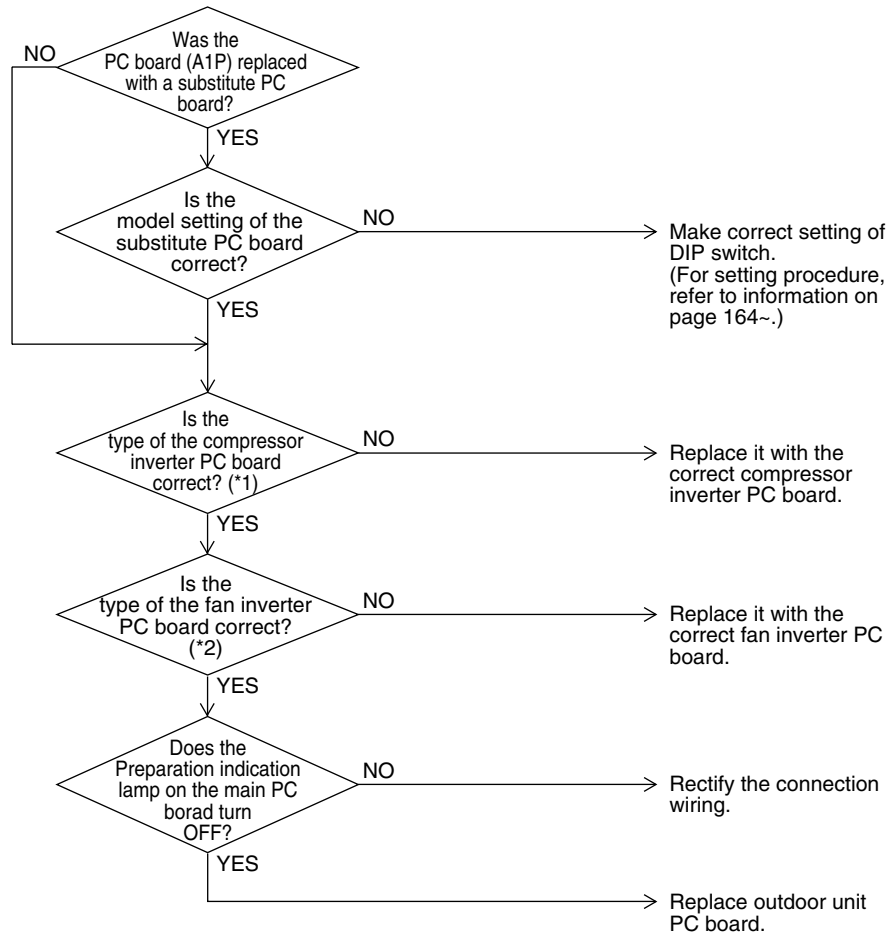 Was the
PC board (A1P) replaced
with a substitute PC
board?
NO
YES
Is the
model setting of the
substitute PC board
correct?
NO
Make correct setting of
DIP switch.
(For setting procedure,
refer to information on
page 164~.)
YES
Is the
type of the compressor
inverter PC board
correct? (*1)
NO
Replace it with the
correct compressor
inverter PC board.
YES
Is the
type of the fan inverter
PC board correct?
(*2)
NO
Replace it with the
correct fan inverter PC
board.
YES
Does the
Preparation indication
lamp on the main PC
borad turn
OFF?
NO
Rectify the connection
wiring.
YES
Replace outdoor unit
PC board.